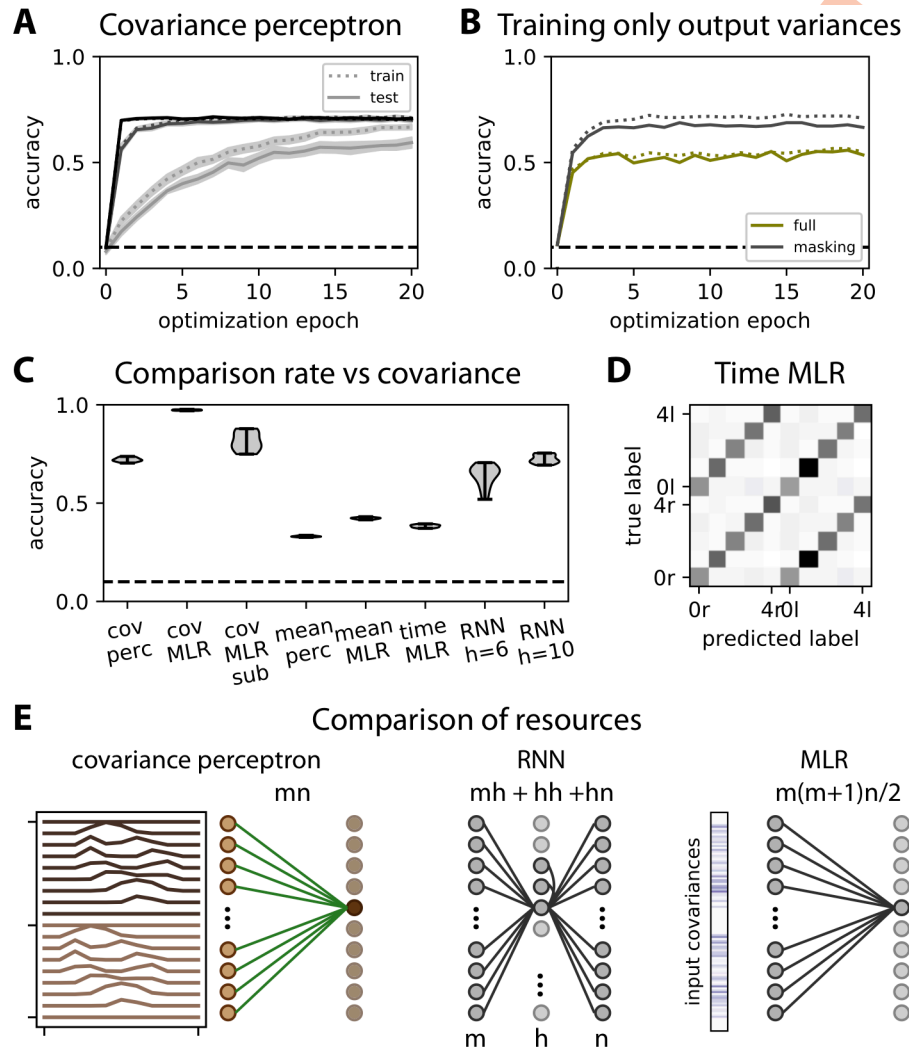 A Covariance perceptron
1.0
0.5
0.0
accuracy
train
test
0 5 10 15 20
optimization epoch
B Training only output variances
1.0
0.5
0.0
accuracy
full
masking
0 5 10 15 20
optimization epoch
C Comparison rate vs covariance
1.0
0.5
0.0
accuracy
cov
perc
cov
MLR
cov
MLR
sub
mean
perc
mean
MLR
time
MLR
RNN
h=6
RNN
h=10
D Time MLR
4l
0l
4r
0r
true label
0r 4r0l 4l
predicted label
E Comparison of resources
covariance perceptron
mn
RNN
mh + hh +hn
m h n
MLR
m(m+1)n/2
input covariances